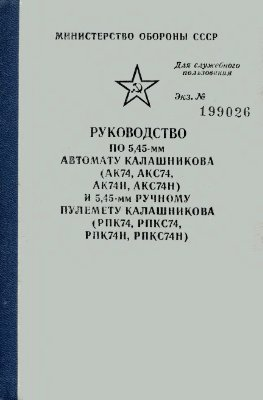 МИНИСТЕРСТВО ОБОРОНЫ СССР
Для служебного
пользования
Экз. №
199026
РУКОВОДСТВО
ПО 5,45-мм
АВТОМАТУ КАЛАШНИКОВА
(АК74, АКС74,
АК74Н, АКС74Н)
И 5,45-мм РУЧНОМУ
ПУЛЕМЕТУ КАЛАШНИКОВА
(РПК74, РПКС74,
РПК74Н, РПКС74Н)